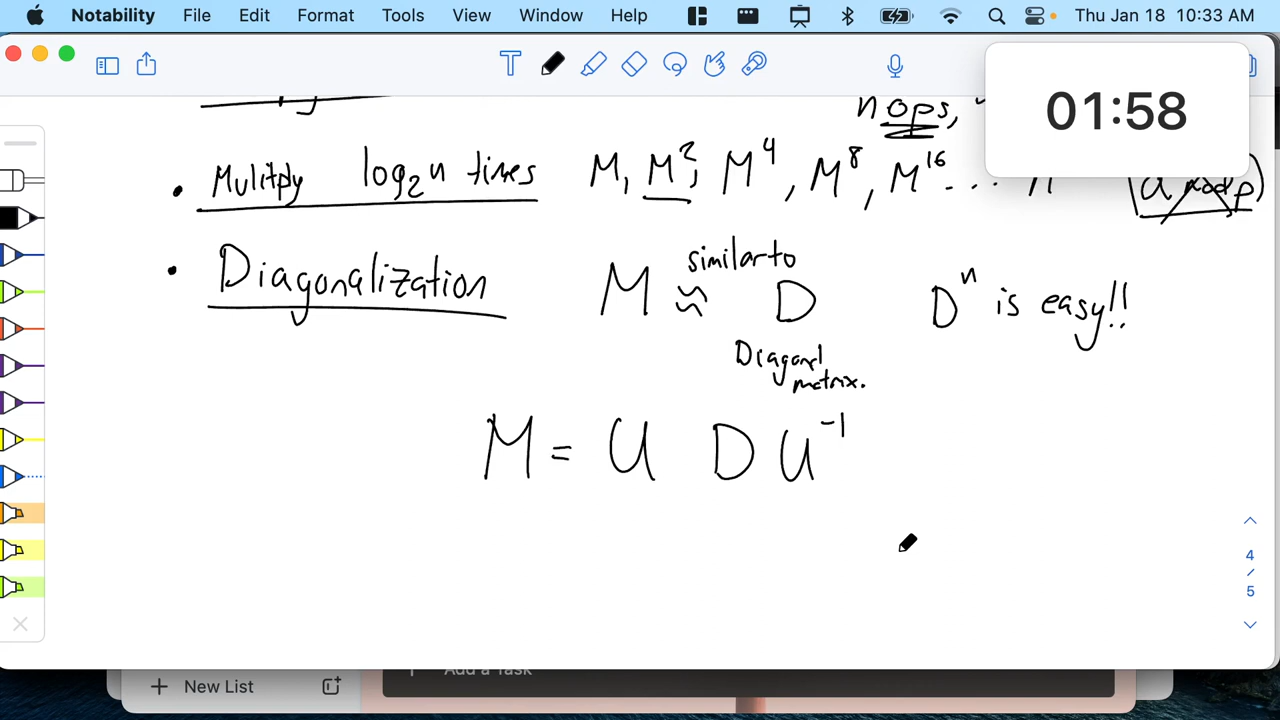 Notability File Edit Format Tools View Window Help Thu Jan 18 10:33 AM
01:58
n ops,
• Mulitply log₂n times M, M², M⁴, M⁸, M¹⁶ ...
• Diagonalization M ≈ D Dⁿ is easy!!
similar to
Diagonal
matrix.
M = U D U⁻¹
4
/
5
Add a Task
+ New List